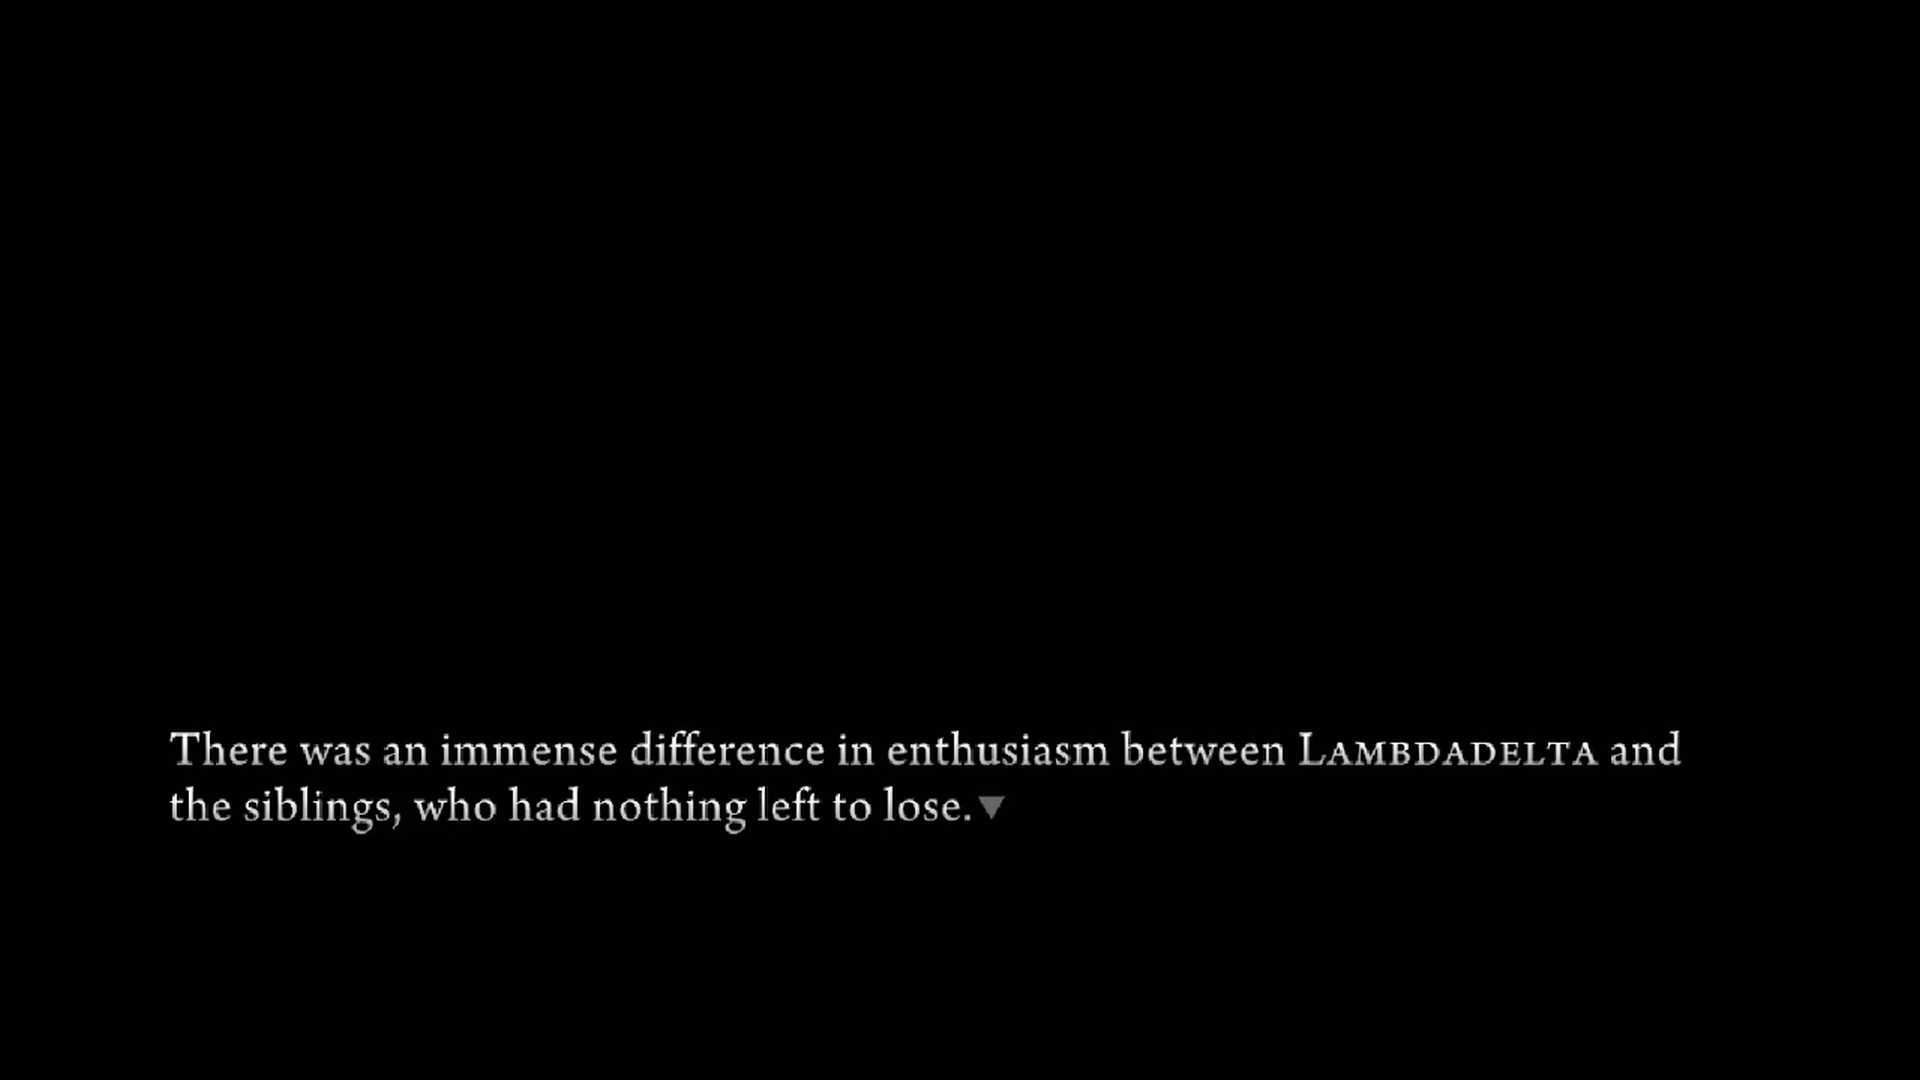 There was an immense difference in enthusiasm between LAMBDADELTA and
the siblings, who had nothing left to lose.